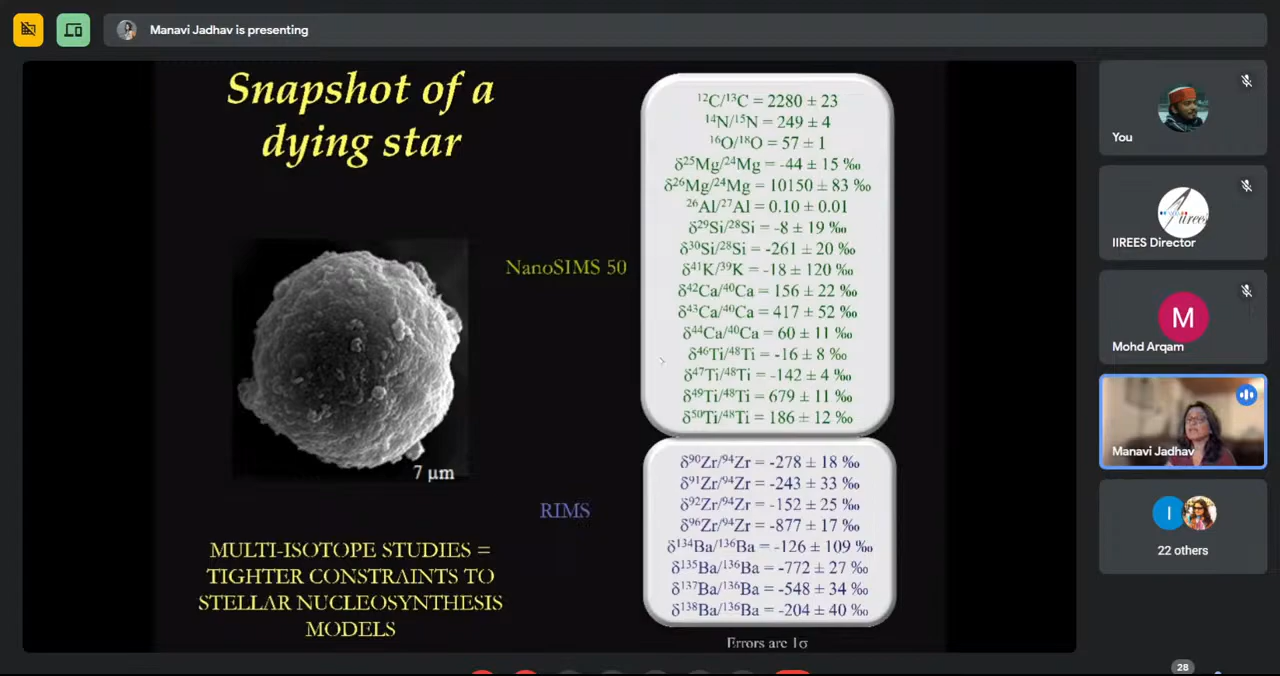 Manavi Jadhav is presenting
Snapshot of a
dying star
NanoSIMS 50
7 μm
RIMS
MULTI-ISOTOPE STUDIES =
TIGHTER CONSTRAINTS TO
STELLAR NUCLEOSYNTHESIS
MODELS
¹²C/¹³C = 2280 ± 23
¹⁴N/¹⁵N = 249 ± 4
¹⁶O/¹⁸O = 57 ± 1
δ²⁵Mg/²⁴Mg = -44 ± 15 ‰
δ²⁶Mg/²⁴Mg = 10150 ± 83 ‰
²⁶Al/²⁷Al = 0.10 ± 0.01
δ²⁹Si/²⁸Si = -8 ± 19 ‰
δ³⁰Si/²⁸Si = -261 ± 20 ‰
δ⁴¹K/³⁹K = -18 ± 120 ‰
δ⁴²Ca/⁴⁰Ca = 156 ± 22 ‰
δ⁴³Ca/⁴⁰Ca = 417 ± 52 ‰
δ⁴⁴Ca/⁴⁰Ca = 60 ± 11 ‰
δ⁴⁶Ti/⁴⁸Ti = -16 ± 8 ‰
δ⁴⁷Ti/⁴⁸Ti = -142 ± 4 ‰
δ⁴⁹Ti/⁴⁸Ti = 679 ± 11 ‰
δ⁵⁰Ti/⁴⁸Ti = 186 ± 12 ‰
δ⁹⁰Zr/⁹⁴Zr = -278 ± 18 ‰
δ⁹¹Zr/⁹⁴Zr = -243 ± 33 ‰
δ⁹²Zr/⁹⁴Zr = -152 ± 25 ‰
δ⁹⁶Zr/⁹⁴Zr = -877 ± 17 ‰
δ¹³⁴Ba/¹³⁶Ba = -126 ± 109 ‰
δ¹³⁵Ba/¹³⁶Ba = -772 ± 27 ‰
δ¹³⁷Ba/¹³⁶Ba = -548 ± 34 ‰
δ¹³⁸Ba/¹³⁶Ba = -204 ± 40 ‰
Errors are 1σ
You
IIREES Director
M
Mohd Arqam
Manavi Jadhav
I
22 others
28